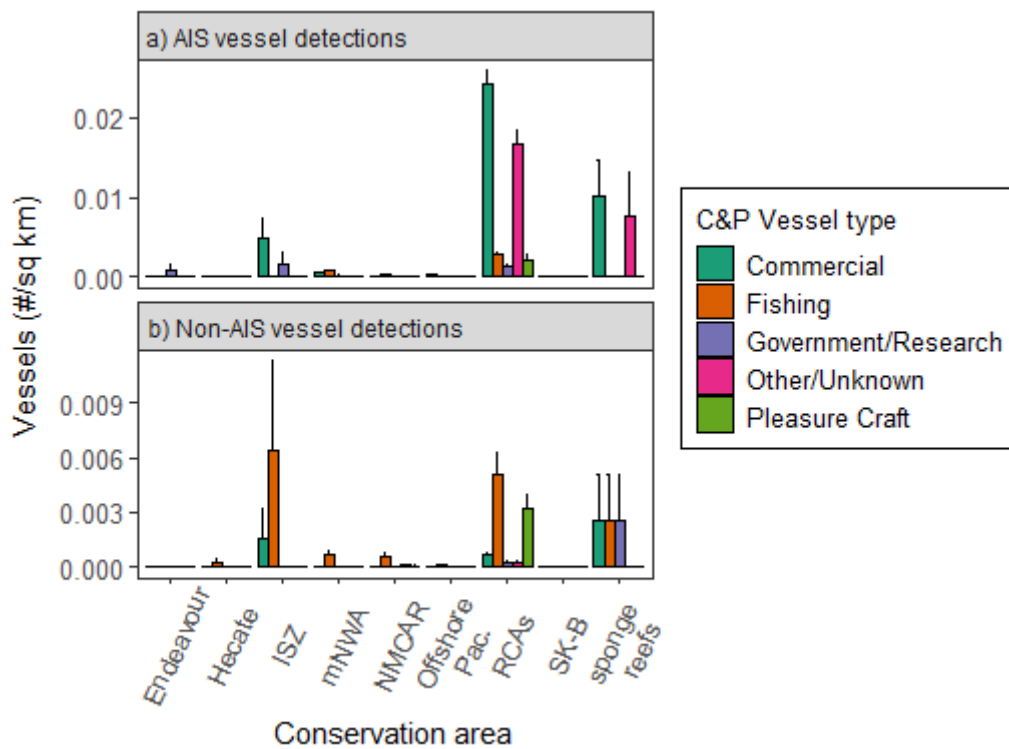 a) AIS vessel detections
0.02
0.01
0.00
b) Non-AIS vessel detections
0.009
0.006
0.003
0.000
Vessels (#/sq km)
Endeavour
Hecate
ISZ
mNWA
NMCAR
Offshore
Pac.
RCAs
SK-B
sponge
reefs
Conservation area
C&P Vessel type
Commercial
Fishing
Government/Research
Other/Unknown
Pleasure Craft